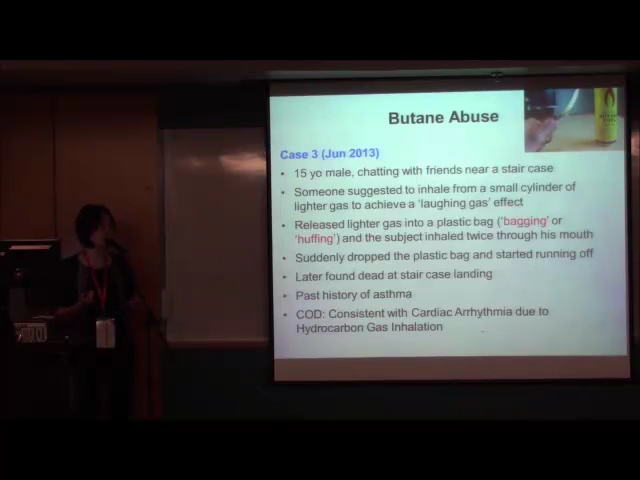 Butane Abuse
Case 3 (Jun 2013)
• 15 yo male, chatting with friends near a stair case
• Someone suggested to inhale from a small cylinder of
lighter gas to achieve a 'laughing gas' effect
• Released lighter gas into a plastic bag ('bagging' or
'huffing') and the subject inhaled twice through his mouth
• Suddenly dropped the plastic bag and started running off
• Later found dead at stair case landing
• Past history of asthma
• COD: Consistent with Cardiac Arrhythmia due to
Hydrocarbon Gas Inhalation